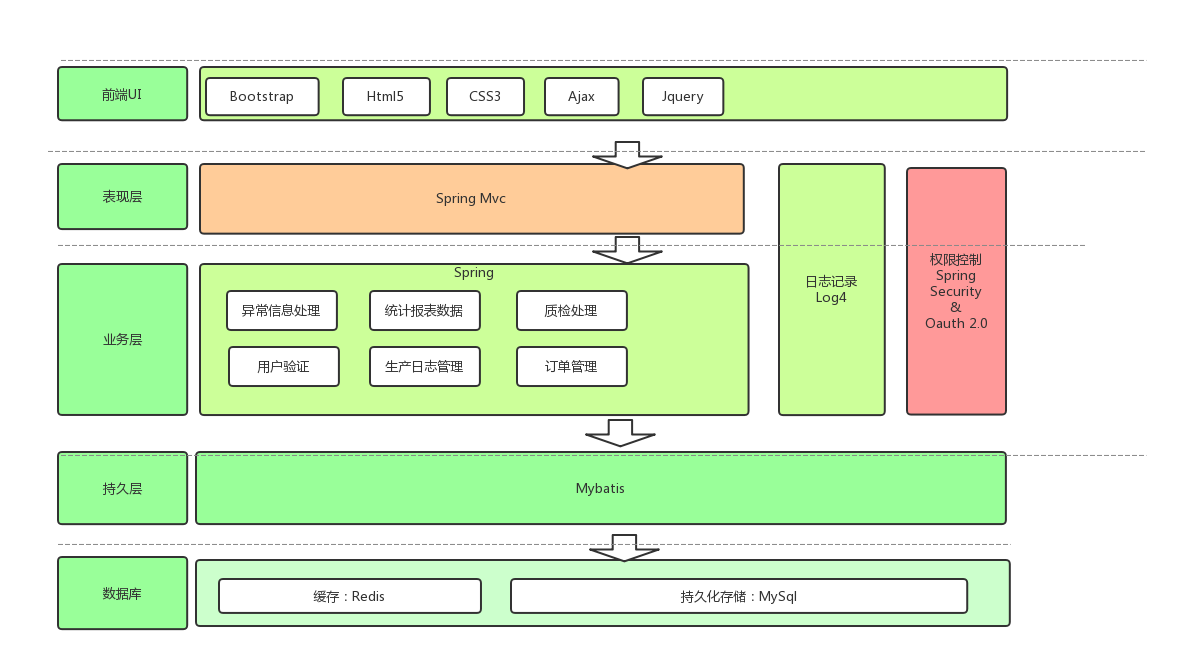 前端UI
Bootstrap
Html5
CSS3
Ajax
Jquery
表现层
Spring Mvc
日志记录
Log4
权限控制
Spring
Security
&
Oauth 2.0
业务层
Spring
异常信息处理
统计报表数据
质检处理
用户验证
生产日志管理
订单管理
持久层
Mybatis
数据库
缓存：Redis
持久化存储：MySql